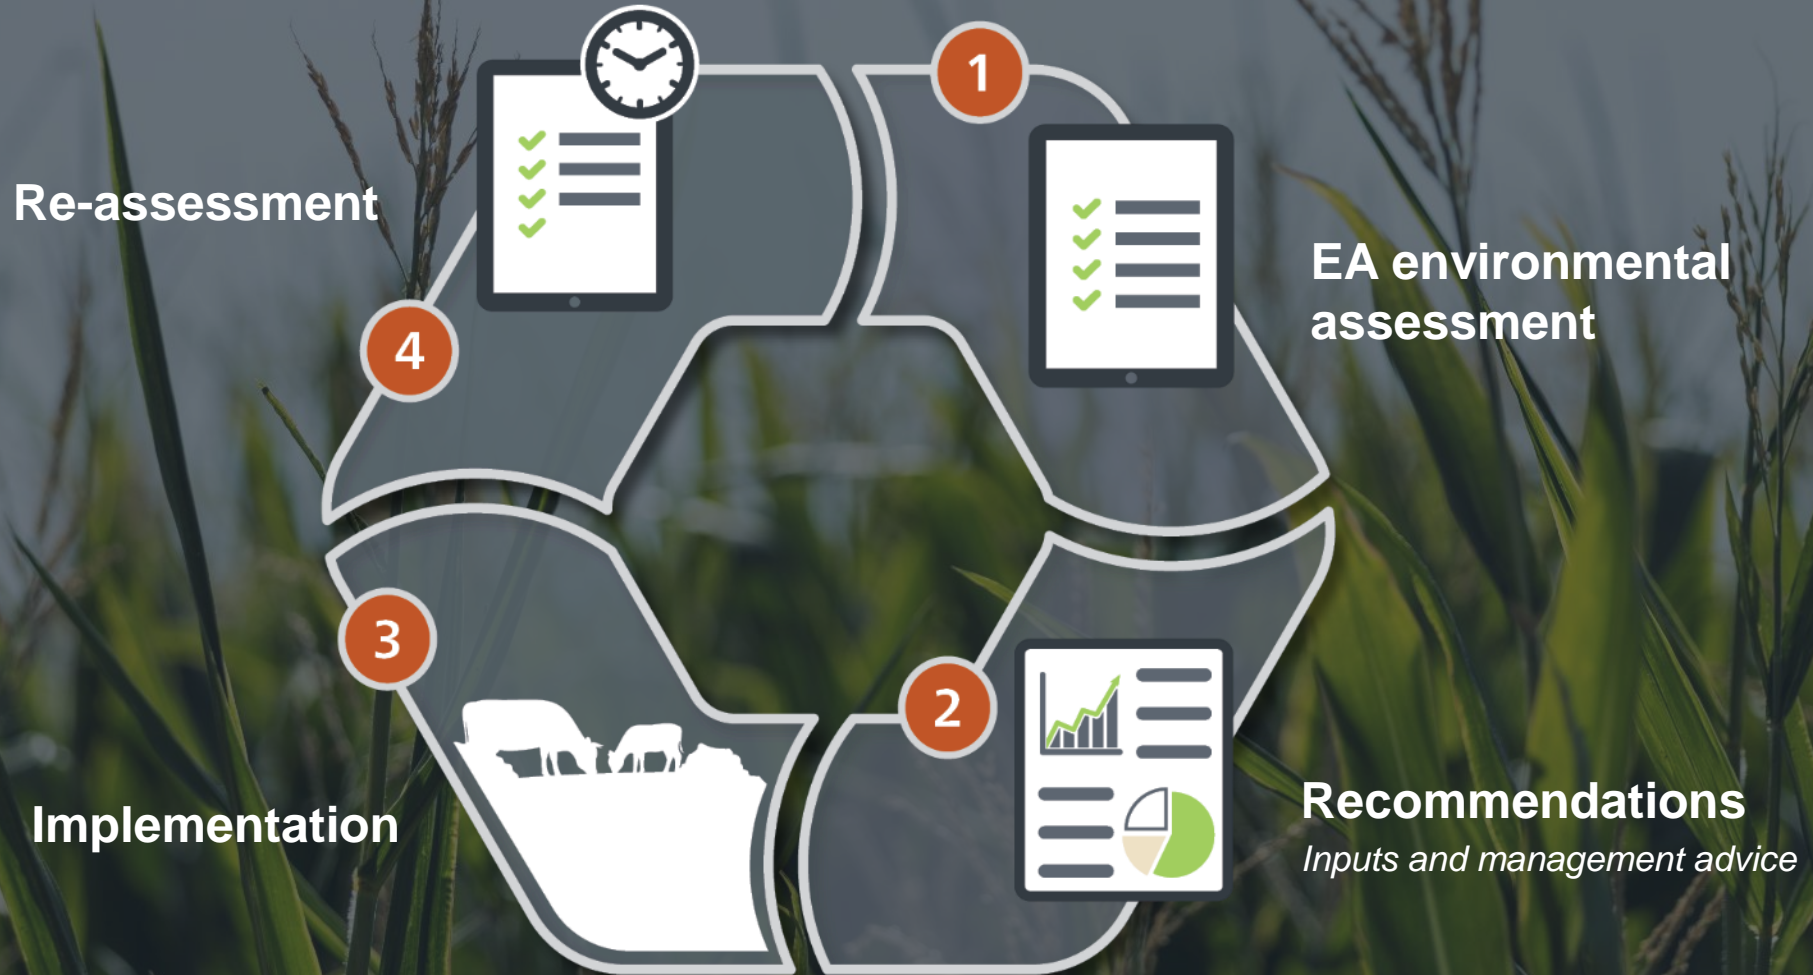 1
EA environmental
assessment
2
Recommendations
Inputs and management advice
3
Implementation
4
Re-assessment